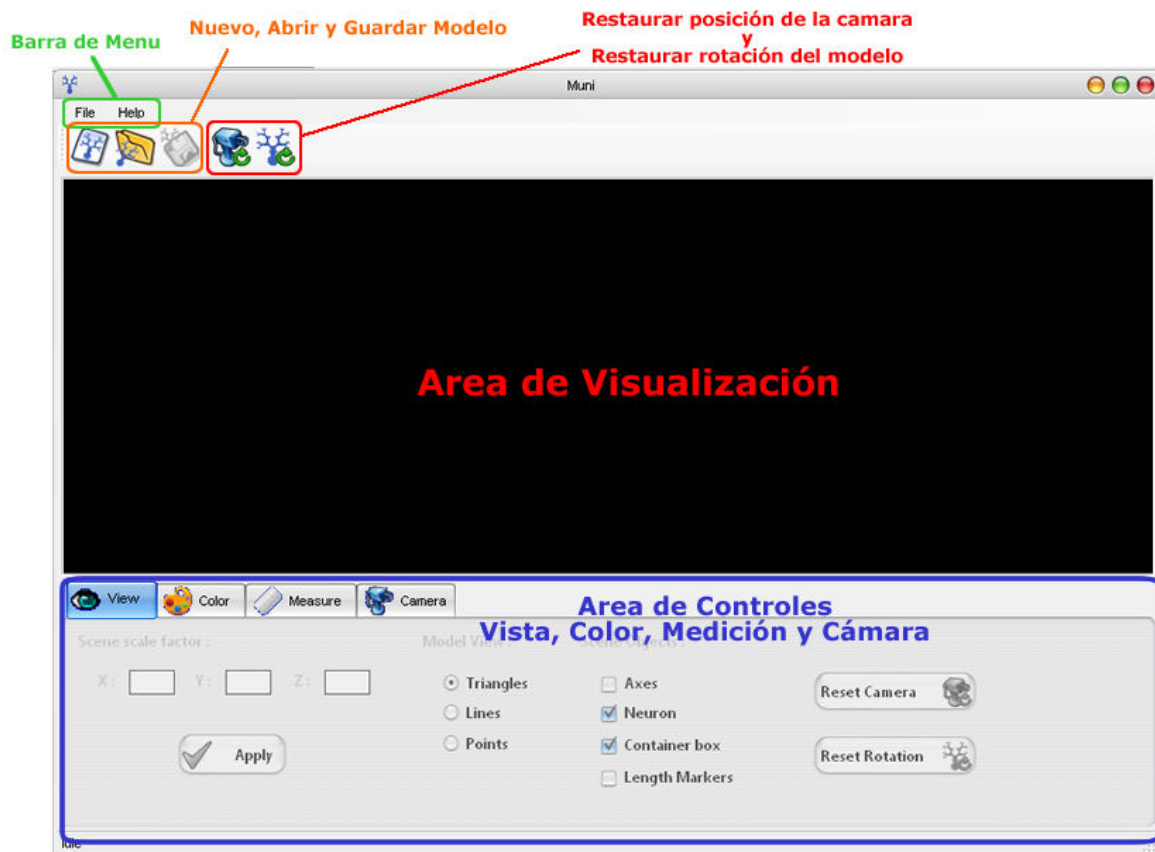 Restaurar posición de la camara
y
Restaurar rotación del modelo
Nuevo, Abrir y Guardar Modelo
Barra de Menu
Muni
File Help
Area de Visualización
View Color Measure Camera
Area de Controles
Vista, Color, Medición y Cámara
Scene scale factor : Model View : Scene Objects :
X : Y : Z :
Triangles Axes Reset Camera
Lines Neuron
Points Container box Reset Rotation
Apply
Length Markers
Idle